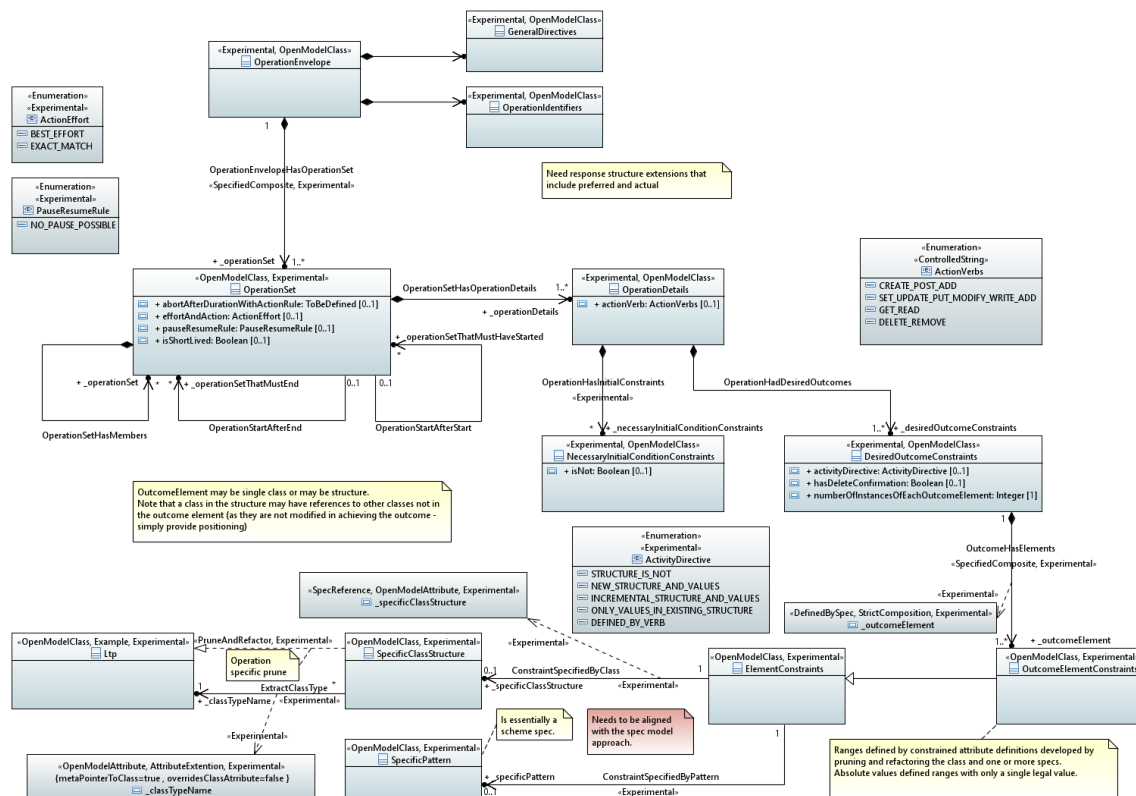 «Experimental, OpenModelClass»
GeneralDirectives
«Experimental, OpenModelClass»
OperationEnvelope
«Experimental, OpenModelClass»
OperationIdentifiers
1
«Enumeration»
«Experimental»
ActionEffort
BEST_EFFORT
EXACT_MATCH
OperationEnvelopeHasOperationSet
«SpecifiedComposite, Experimental»
Need response structure extensions that
include preferred and actual
«Enumeration»
«Experimental»
PauseResumeRule
NO_PAUSE_POSSIBLE
+ _operationSet
1..*
«Enumeration»
«ControlledString»
ActionVerbs
CREATE_POST_ADD
SET_UPDATE_PUT_MODIFY_WRITE_ADD
GET_READ
DELETE_REMOVE
«OpenModelClass, Experimental»
OperationSet
+ abortAfterDurationWithActionRule: ToBeDefined [0..1]
+ effortAndAction: ActionEffort [0..1]
+ pauseResumeRule: PauseResumeRule [0..1]
+ isShortLived: Boolean [0..1]
OperationSetHasOperationDetails
1..*
+ _operationDetails
«Experimental, OpenModelClass»
OperationDetails
+ actionVerb: ActionVerbs [0..1]
+ _operationSetThatMustHaveStarted
*
+ _operationSet
*
*
+ _operationSetThatMustEnd
0..1
0..1
OperationSetHasMembers
OperationStartAfterEnd
OperationStartAfterStart
OperationHasInitialConstraints
«Experimental»
OperationHadDesiredOutcomes
*
+ _necessaryInitialConditionConstraints
1..*
+ _desiredOutcomeConstraints
«Experimental, OpenModelClass»
NecessaryInitialConditionConstraints
+ isNot: Boolean [0..1]
«Experimental, OpenModelClass»
DesiredOutcomeConstraints
+ activityDirective: ActivityDirective [0..1]
+ hasDeleteConfirmation: Boolean [0..1]
+ numberOfInstancesOfEachOutcomeElement: Integer [1]
1
OutcomeElement may be single class or may be structure.
Note that a class in the structure may have references to other classes not in
the outcome element (as they are not modified in achieving the outcome -
simply provide positioning)
«Enumeration»
«Experimental»
ActivityDirective
STRUCTURE_IS_NOT
NEW_STRUCTURE_AND_VALUES
INCREMENTAL_STRUCTURE_AND_VALUES
ONLY_VALUES_IN_EXISTING_STRUCTURE
DEFINED_BY_VERB
OutcomeHasElements
«SpecifiedComposite, Experimental»
«Experimental»
«DefinedBySpec, StrictComposition, Experimental»
_outcomeElement
«SpecReference, OpenModelAttribute, Experimental»
_specificClassStructure
«Experimental»
1..*
+ _outcomeElement
«OpenModelClass, Example, Experimental»
Ltp
«PruneAndRefactor, Experimental»
Operation
specific prune
«OpenModelClass, Experimental»
SpecificClassStructure
0..1
+ _specificClassStructure
ConstraintSpecifiedByClass
«Experimental»
1
«OpenModelClass, Experimental»
ElementConstraints
«OpenModelClass, Experimental»
OutcomeElementConstraints
1
+ _classTypeName
ExtractClassType
«Experimental»
*
«Experimental»
Is essentially a
scheme spec.
Needs to be aligned
with the spec model
approach.
1
«OpenModelAttribute, AttributeExtention, Experimental»
{metaPointerToClass=true , overridesClassAtribute=false }
_classTypeName
«OpenModelClass, Experimental»
SpecificPattern
+ _specificPattern
0..1
ConstraintSpecifiedByPattern
«Experimental»
Ranges defined by constrained attribute definitions developed by
pruning and refactoring the class and one or more specs.
Absolute values defined ranges with only a single legal value.